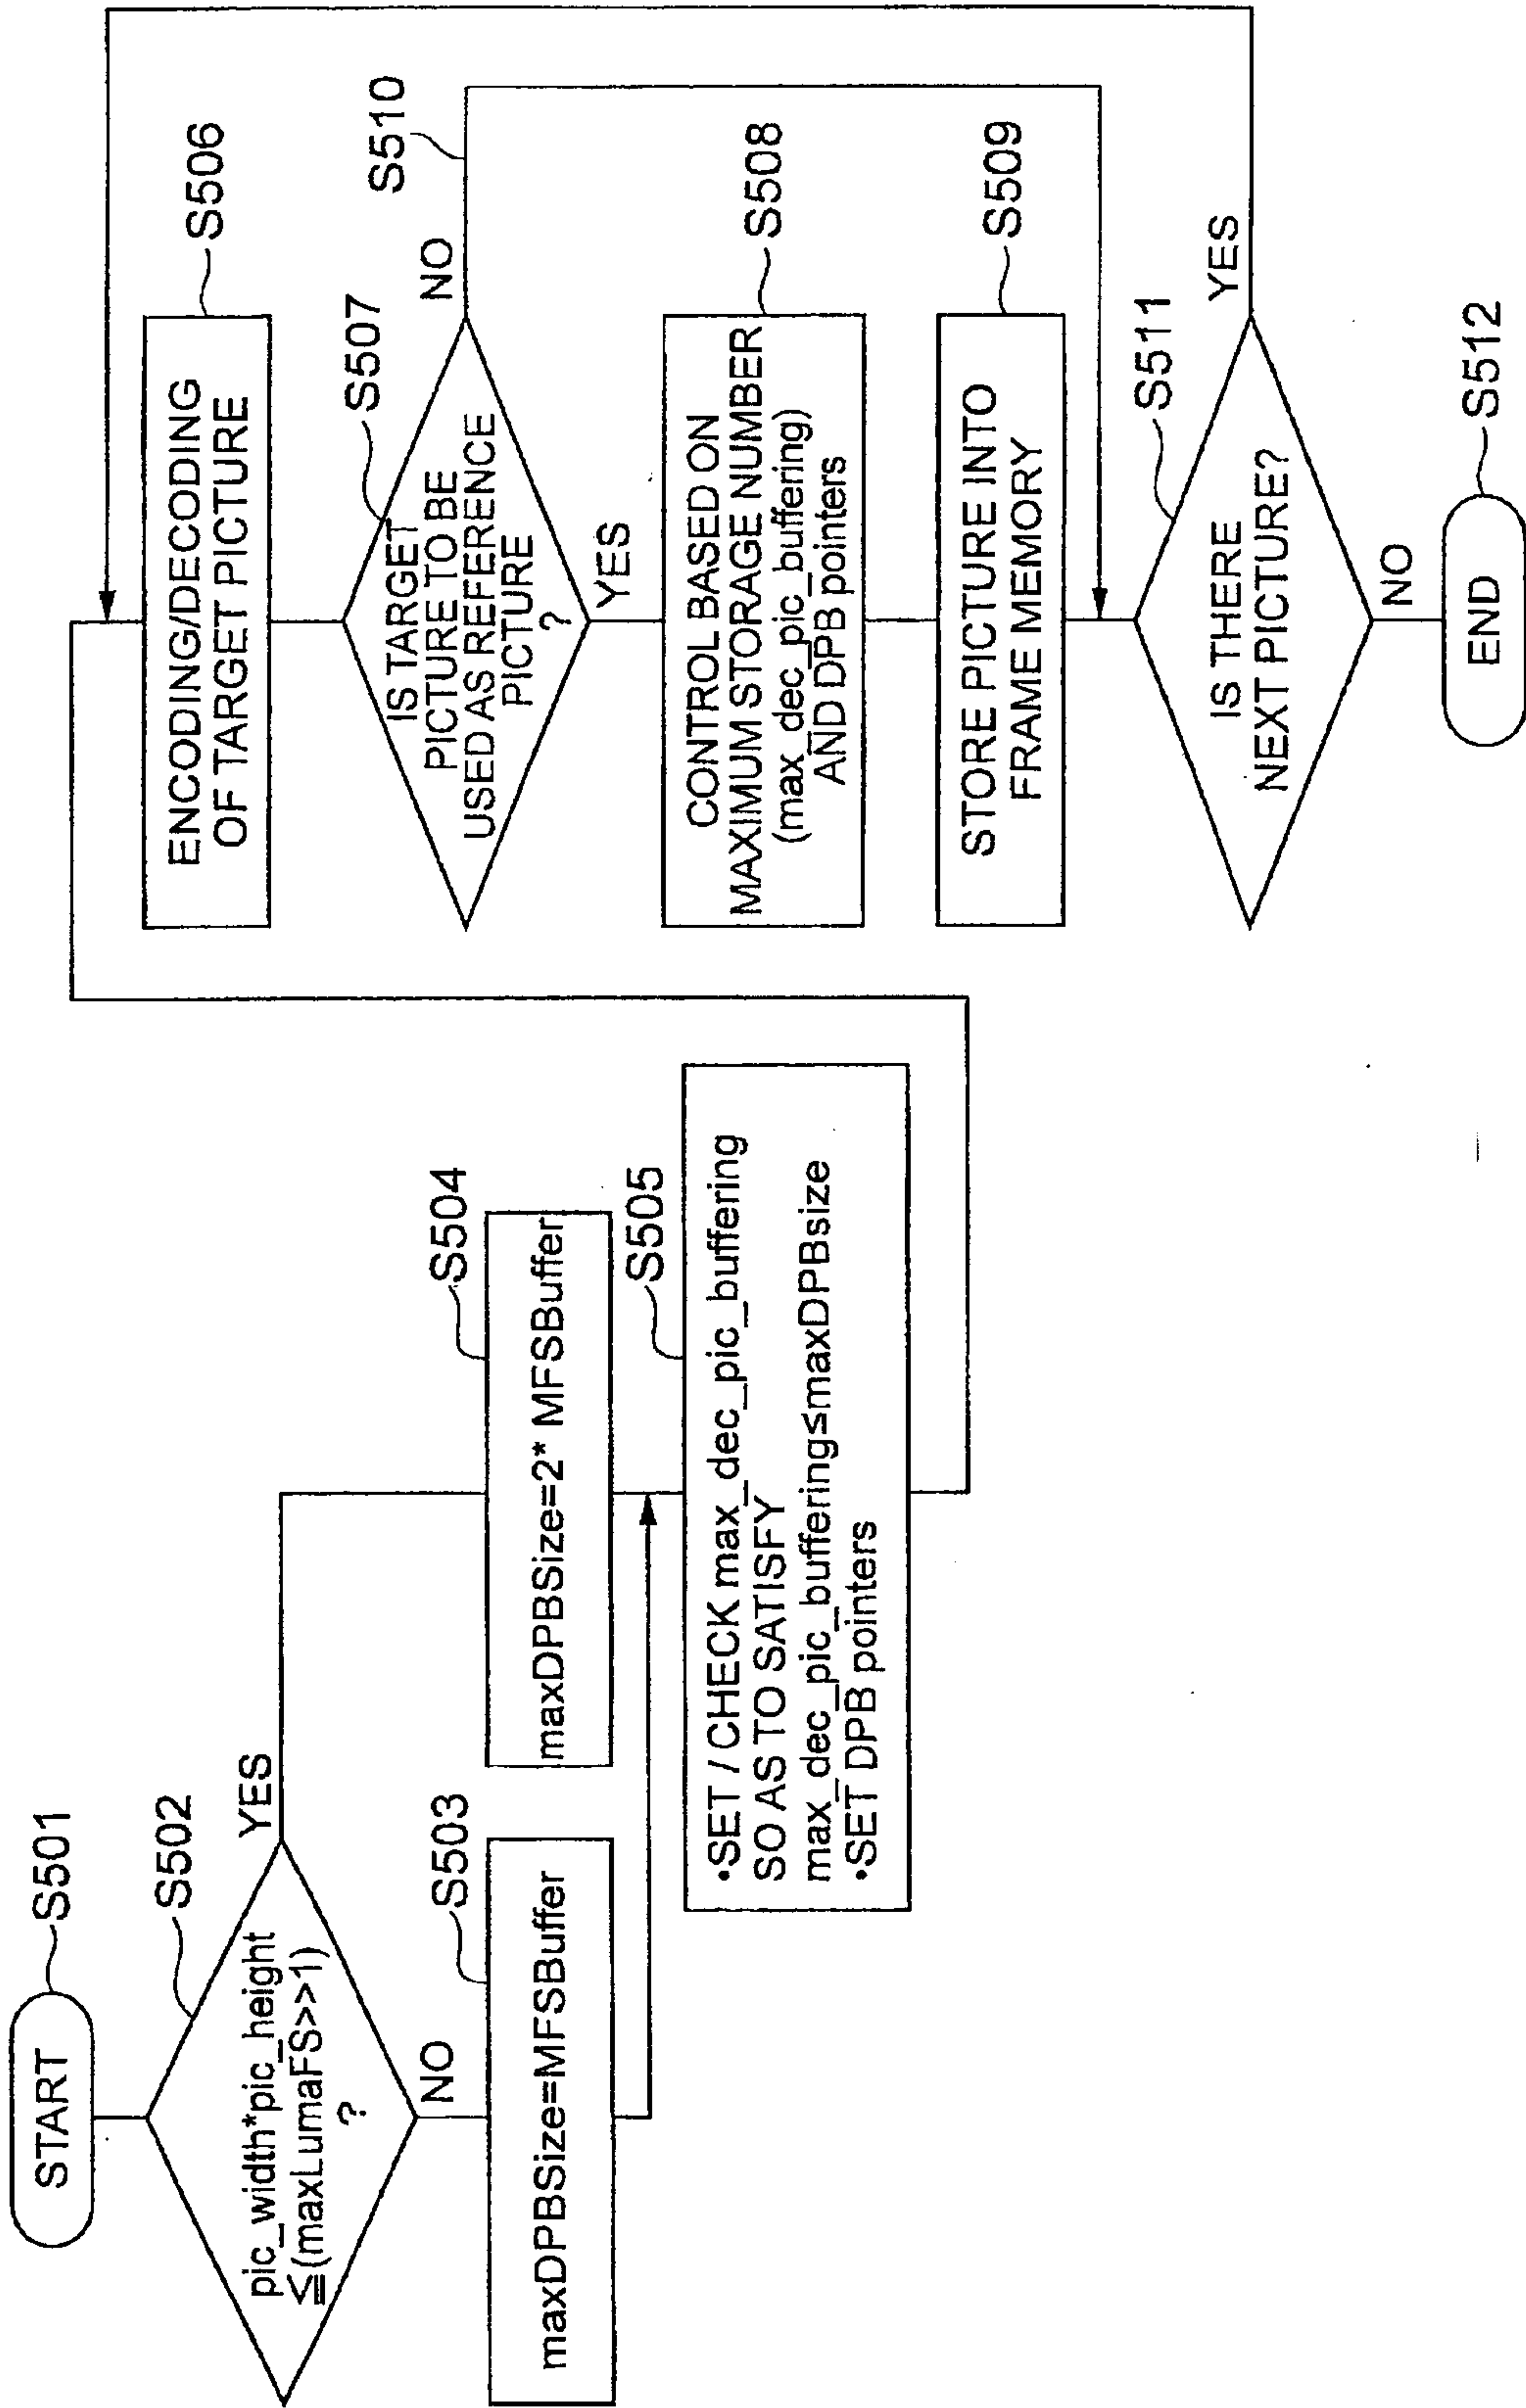 START
S501
pic_width*pic_height
≦(maxLumaFS>>1)
?
S502
YES
NO
maxDPBSize=MFSBuffer
S503
maxDPBSize=2* MFSBuffer
S504
•SET / CHECK max_dec_pic_buffering
SO AS TO SATISFY
max_dec_pic_buffering≤maxDPBsize
•SET DPB pointers
S505
ENCODING/DECODING
OF TARGET PICTURE
S506
IS TARGET
PICTURE TO BE
USED AS REFERENCE
PICTURE
?
S507
NO
S510
YES
CONTROL BASED ON
MAXIMUM STORAGE NUMBER
(max_dec_pic_buffering)
AND DPB pointers
S508
STORE PICTURE INTO
FRAME MEMORY
S509
IS THERE
NEXT PICTURE?
S511
YES
NO
END
S512